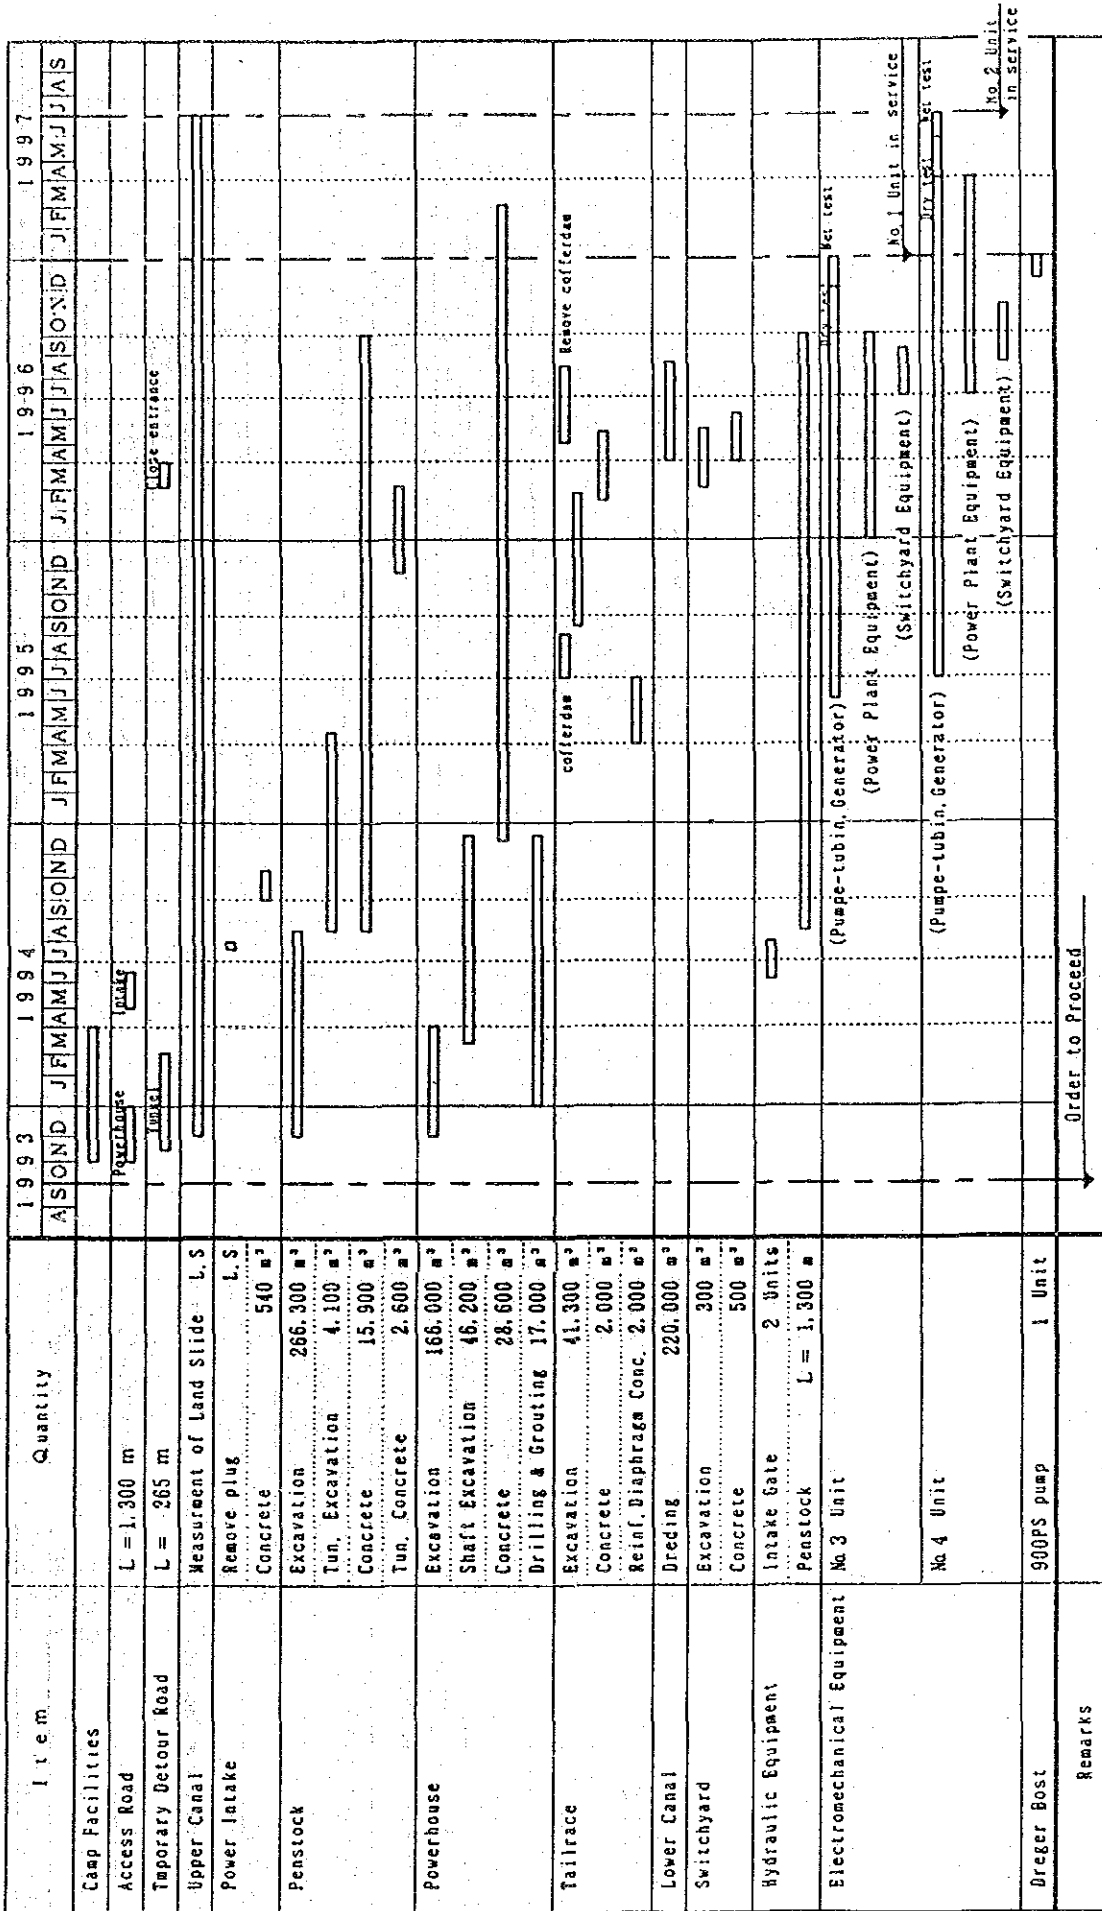 Item Quantity 1993 1994 1995 1996 1997
A S O N D J F M A M J J A S O N D J F M A M J J A S O N D J F M A M J J A S O N D J F M A M J J A S
Camp Facilities
Access Road L = 1,300 m Powerhouse Intake
Tmporary Detour Road L = 265 m Tunnel Close entrance
Upper Canal Measurement of Land Slide L.S
Power Intake Remove plug L.S
Concrete 540 m³
Penstock Excavation 266,300 m³
Tun. Excavation 4,100 m³
Concrete 15,900 m³
Tun. Concrete 2,600 m³
Powerhouse Excavation 166,000 m³
Shaft Excavation 46,200 m³
Concrete 28,600 m³
Drilling & Grouting 17,000 m³
Tailrace Excavation 41,300 m³ cofferdam Remove cofferdam
Concrete 2,000 m³
Reinf. Diaphragm Conc. 2,000 m³
Lower Canal Dreding 220,000 m³
Switchyard Excavation 300 m³
Concrete 500 m³
Hydraulic Equipment Intake Gate 2 Units
Penstock L = 1,300 m
Electromechanical Equipment No 3 Unit (Pumpe-tubin, Generator) Dry test Wet test
(Power Plant Equipment)
(Switchyard Equipment) No.1 Unit in service
No 4 Unit (Pumpe-tubin, Generator) Dry test Wet test
(Power Plant Equipment)
(Switchyard Equipment) No.2 Unit
in service
Dreger Bost 900PS pump 1 Unit
Remarks Order to Proceed